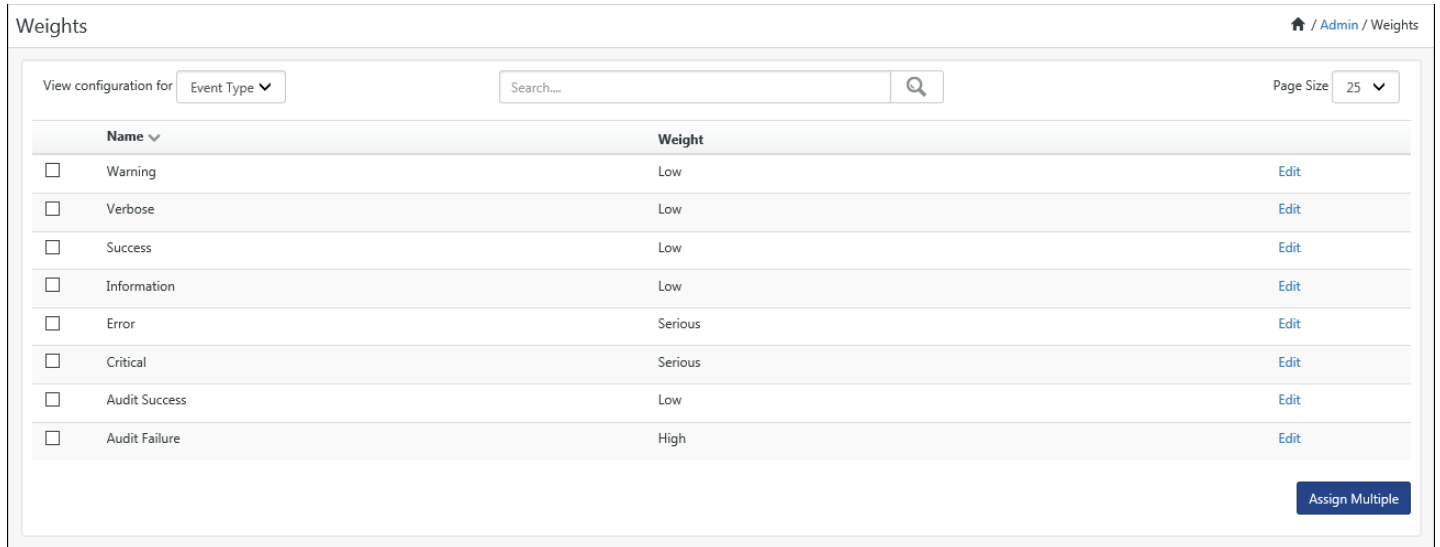 Weights / Admin / Weights
View configuration for Event Type Search.... Page Size 25
Name Weight
Warning Low Edit
Verbose Low Edit
Success Low Edit
Information Low Edit
Error Serious Edit
Critical Serious Edit
Audit Success Low Edit
Audit Failure High Edit
Assign Multiple